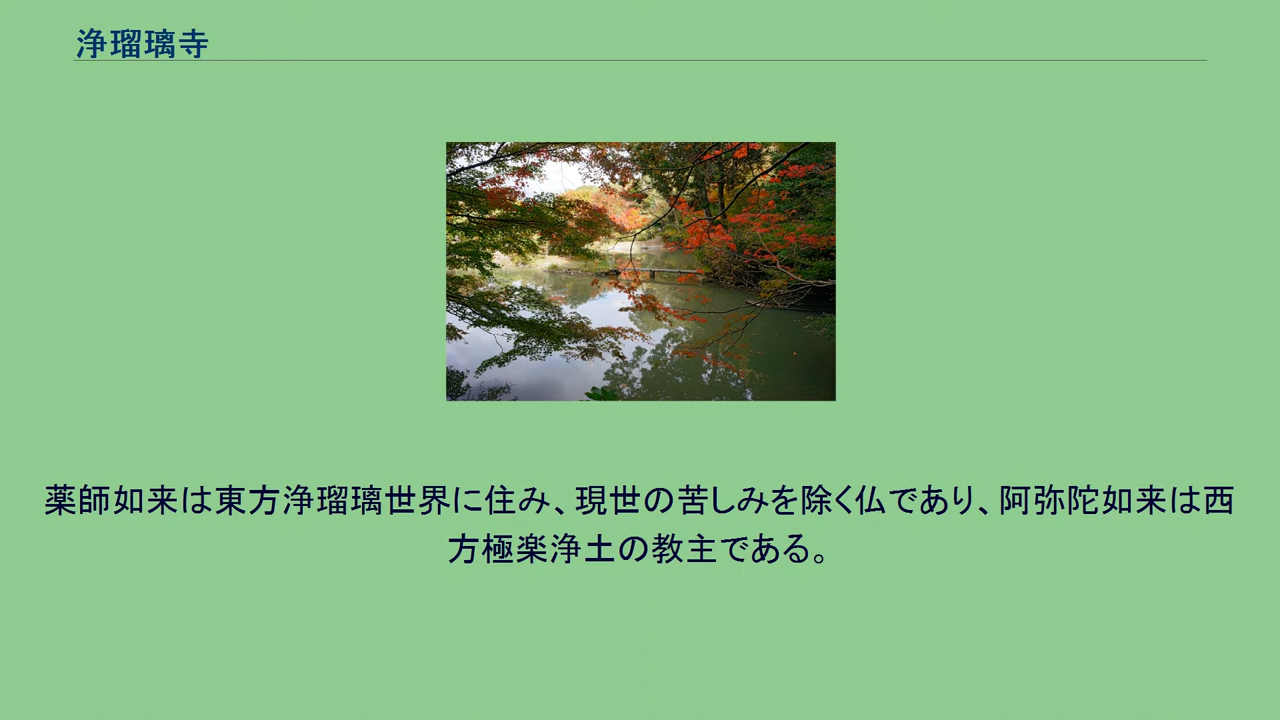 浄瑠璃寺
薬師如来は東方浄瑠璃世界に住み、現世の苦しみを除く仏であり、阿弥陀如来は西
方極楽浄土の教主である。